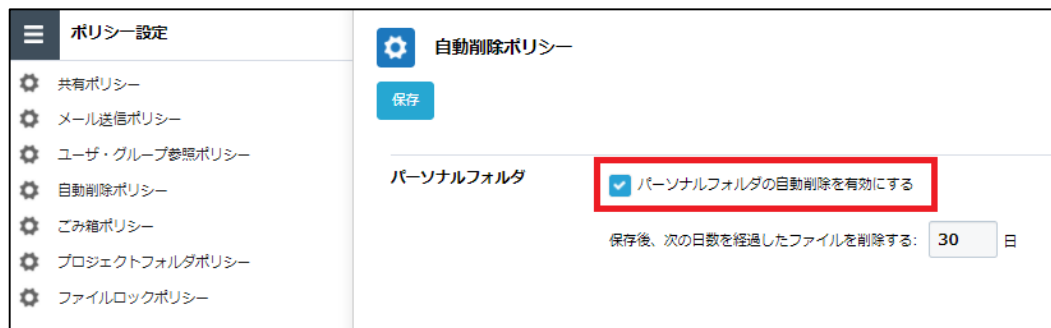 ポリシー設定
共有ポリシー
メール送信ポリシー
ユーザ・グループ参照ポリシー
自動削除ポリシー
ごみ箱ポリシー
プロジェクトフォルダポリシー
ファイルロックポリシー
自動削除ポリシー
保存
パーソナルフォルダ
パーソナルフォルダの自動削除を有効にする
保存後、次の日数を経過したファイルを削除する: 30 日